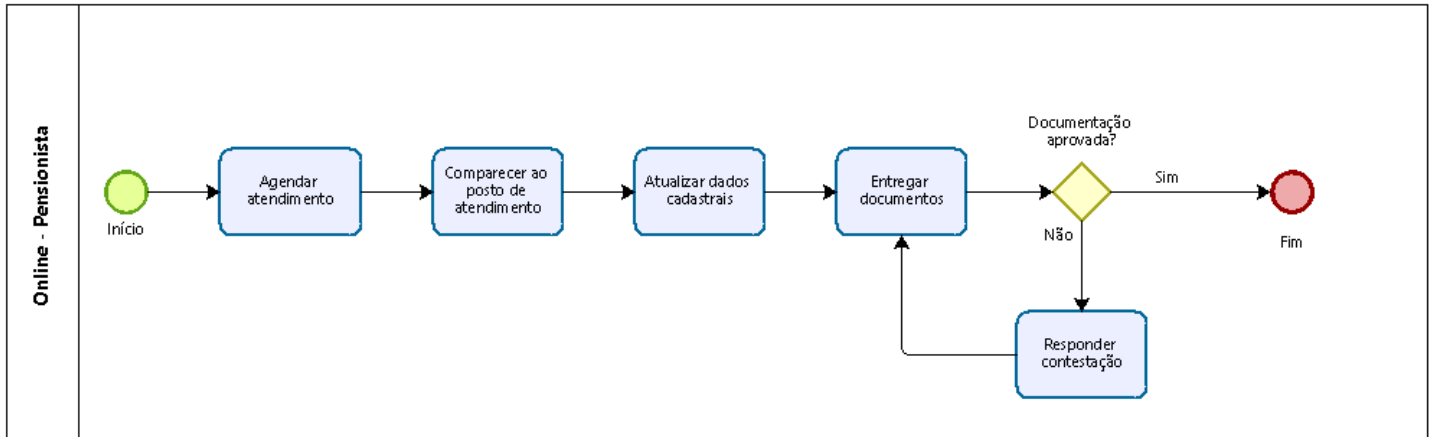 Online - Pensionista
Início
Agendar
atendimento
Comparecer ao
posto de
atendimento
Atualizar dados
cadastrais
Entregar
documentos
Documentação
aprovada?
Sim
Não
Fim
Responder
contestação